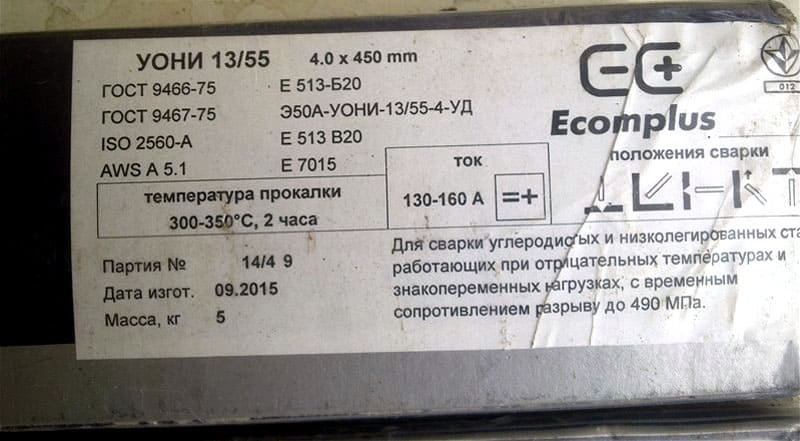 УОНИ 13/55 4.0 x 450 mm
ГОСТ 9466-75 Е 513-Б20
ГОСТ 9467-75 Э50А-УОНИ-13/55-4-УД
ISO 2560-A E 513 B20
AWS A 5.1 E 7015
Ecomplus
012
температура прокалки
300-350°С, 2 часа
ток
130-160 А =+
положения сварки
Партия № 14/4 9
Дата изгот. 09.2015
Масса, кг 5
Для сварки углеродистых и низколегированных ста
работающих при отрицательных температурах и
знакопеременных нагрузках, с временным
сопротивлением разрыву до 490 МПа.